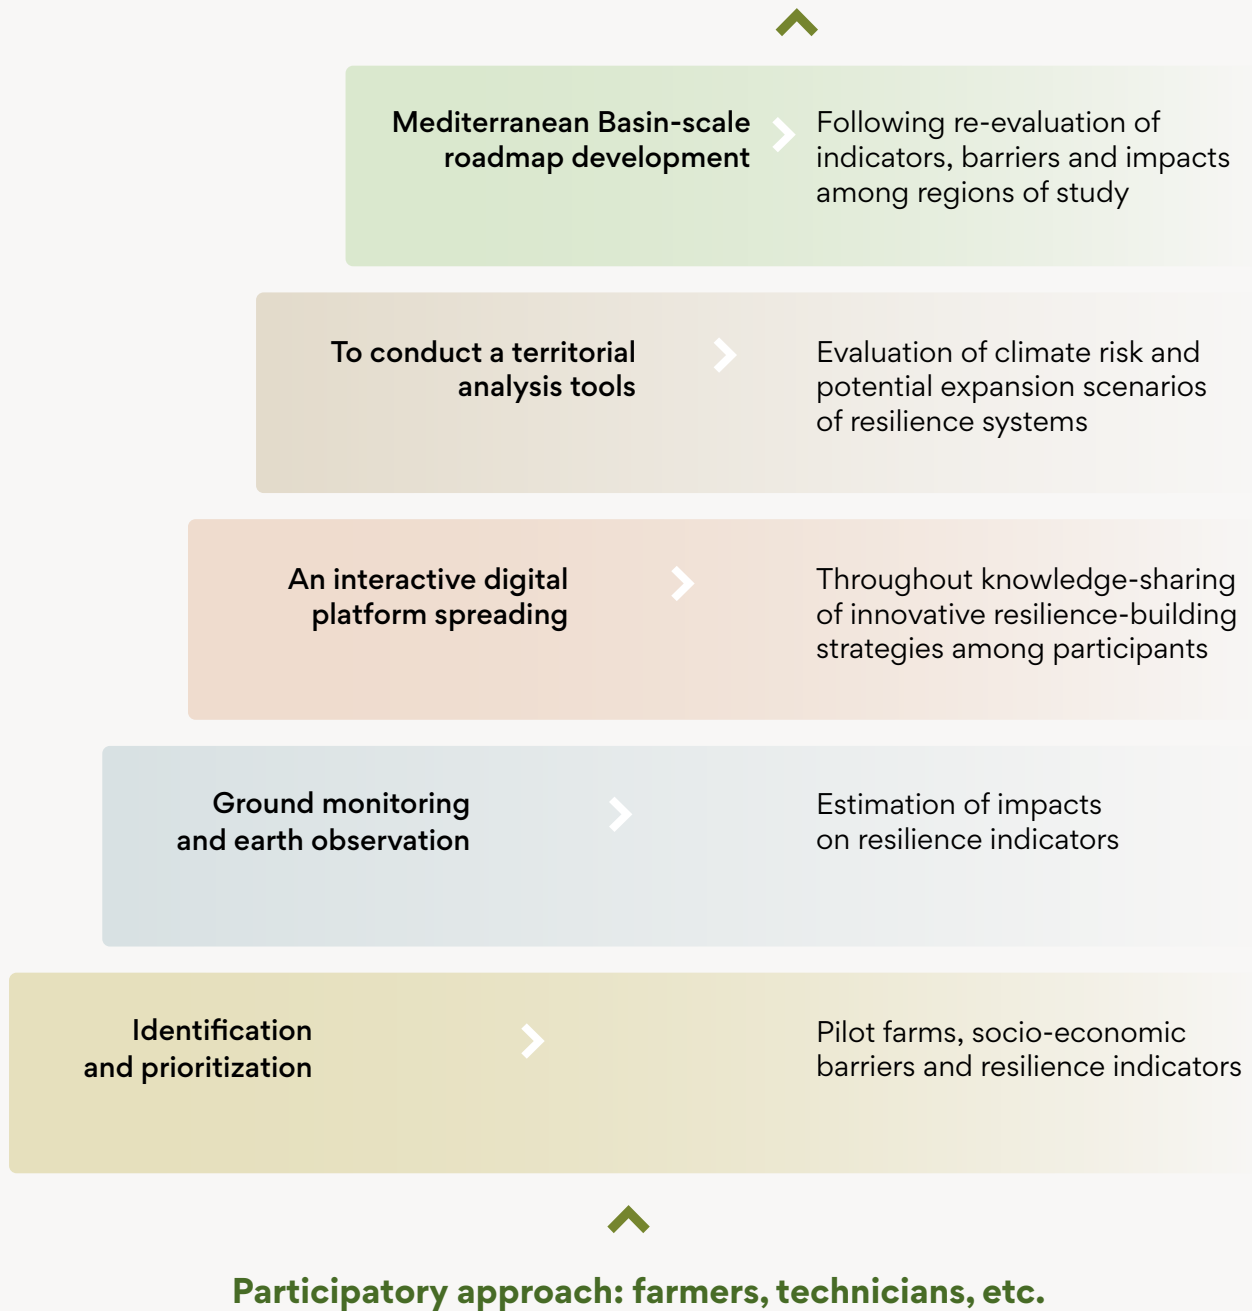 Mediterranean Basin-scale
roadmap development
Following re-evaluation of
indicators, barriers and impacts
among regions of study
To conduct a territorial
analysis tools
Evaluation of climate risk and
potential expansion scenarios
of resilience systems
An interactive digital
platform spreading
Throughout knowledge-sharing
of innovative resilience-building
strategies among participants
Ground monitoring
and earth observation
Estimation of impacts
on resilience indicators
Identification
and prioritization
Pilot farms, socio-economic
barriers and resilience indicators
Participatory approach: farmers, technicians, etc.